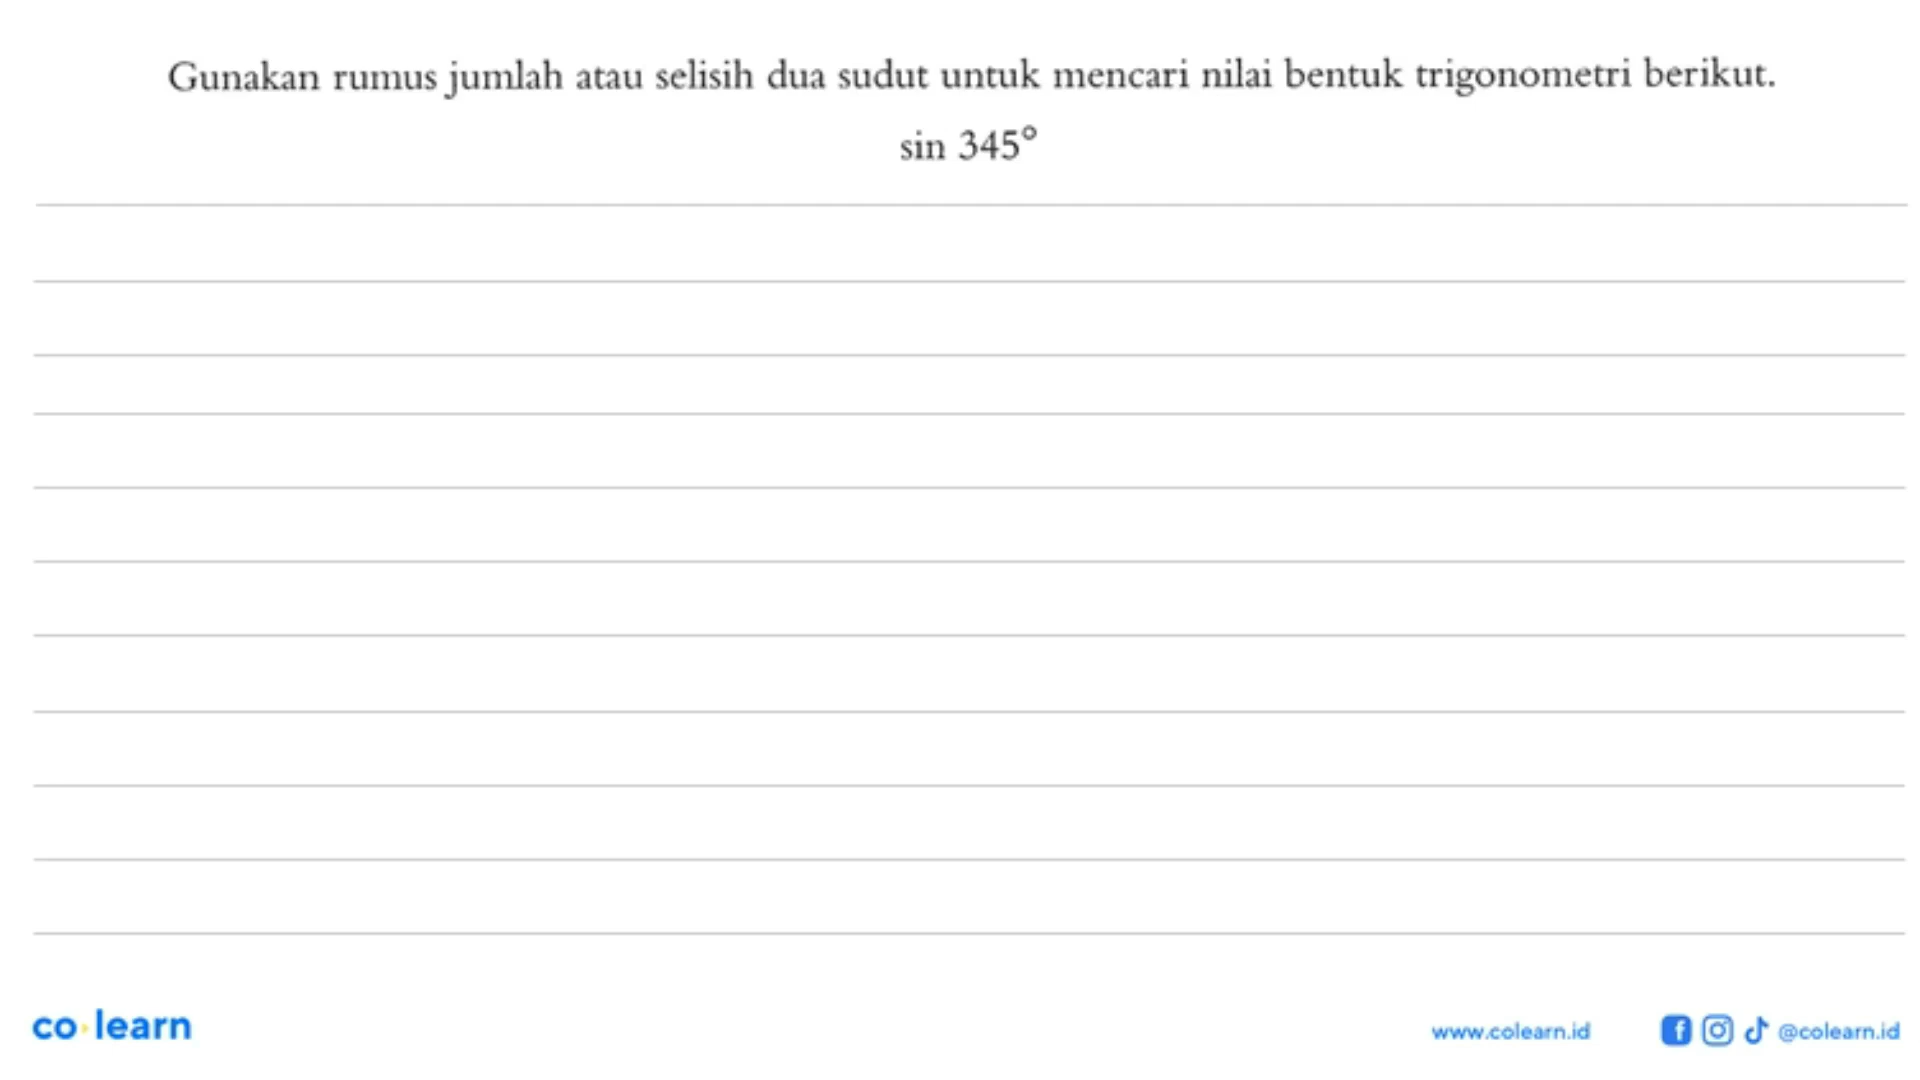 Gunakan rumus jumlah atau selisih dua sudut untuk mencari nilai bentuk trigonometri berikut.
sin 345°
co learn
www.colearn.id @colearn.id